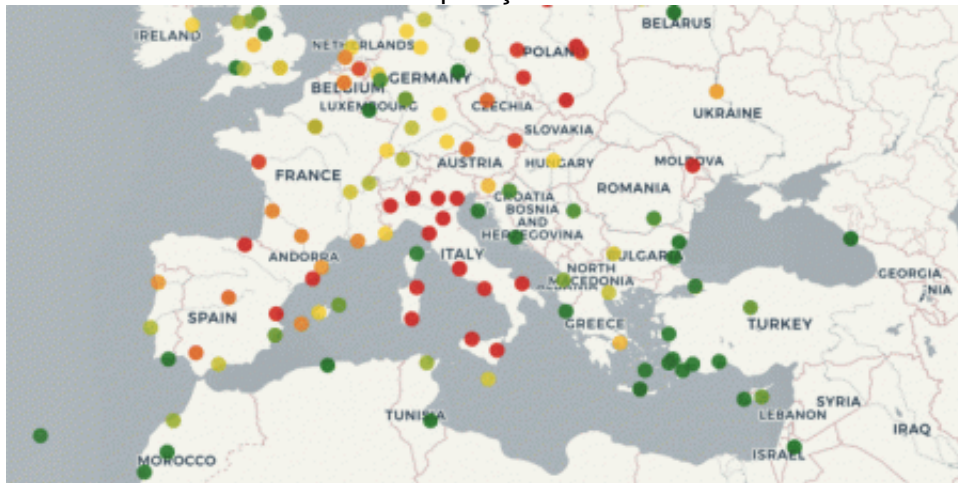 BELARUS
IRELAND
NETHERLANDS
POLAND
BELGIUM
GERMANY
LUXEMBOURG
CZECHIA
UKRAINE
SLOVAKIA
AUSTRIA
HUNGARY
MOLDOVA
FRANCE
ROMANIA
CROATIA
BOSNIA
AND
HERZEGOVINA
ANDORRA
ITALY
BULGARIA
NORTH
MACEDONIA
GEORGIA
SPAIN
GREECE
TURKEY
SYRIA
LEBANON
TUNISIA
IRAQ
ISRAEL
MOROCCO